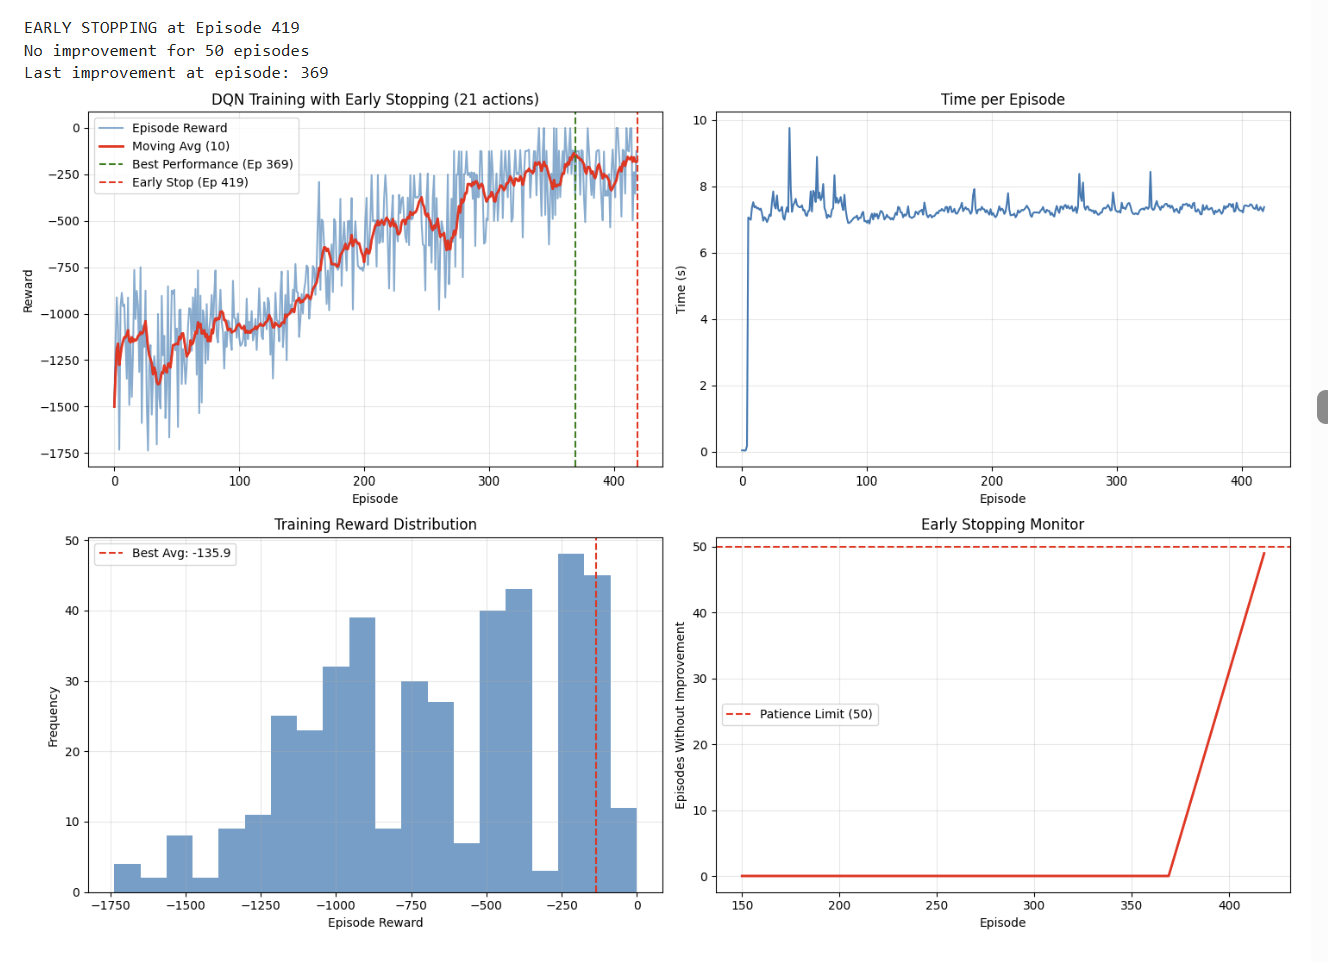 EARLY STOPPING at Episode 419
No improvement for 50 episodes
Last improvement at episode: 369
DQN Training with Early Stopping (21 actions)
Episode Reward
Moving Avg (10)
Best Performance (Ep 369)
Early Stop (Ep 419)
0
−250
−500
−750
−1000
−1250
−1500
−1750
Reward
0
100
200
300
400
Episode
Time per Episode
10
8
6
4
2
0
Time (s)
0
100
200
300
400
Episode
Training Reward Distribution
Best Avg: -135.9
50
40
30
20
10
0
Frequency
−1750
−1500
−1250
−1000
−750
−500
−250
0
Episode Reward
Early Stopping Monitor
Patience Limit (50)
50
40
30
20
10
0
Episodes Without Improvement
150
200
250
300
350
400
Episode